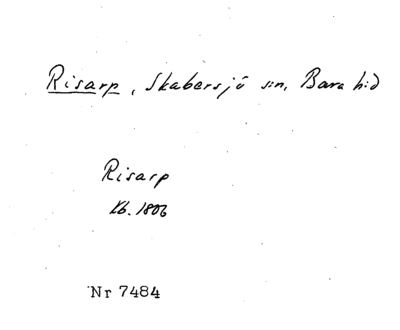 Risarp, Skabersjö sn, Bara hd
Risarp
Kb. 1806
Nr 7484